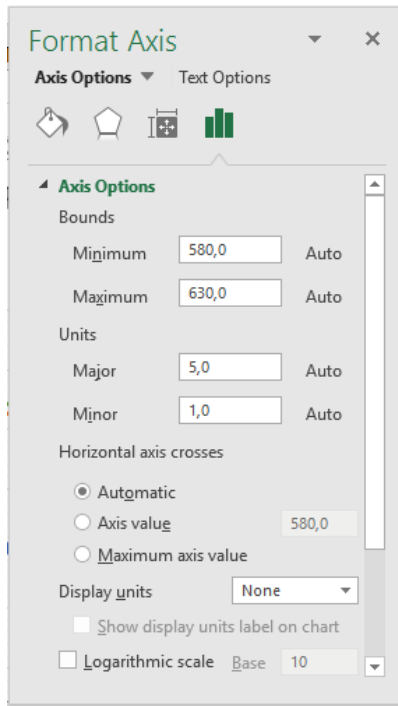 Format Axis
Axis Options Text Options
Axis Options
Bounds
Minimum 580,0 Auto
Maximum 630,0 Auto
Units
Major 5,0 Auto
Minor 1,0 Auto
Horizontal axis crosses
Automatic
Axis value 580,0
Maximum axis value
Display units None
Show display units label on chart
Logarithmic scale Base 10